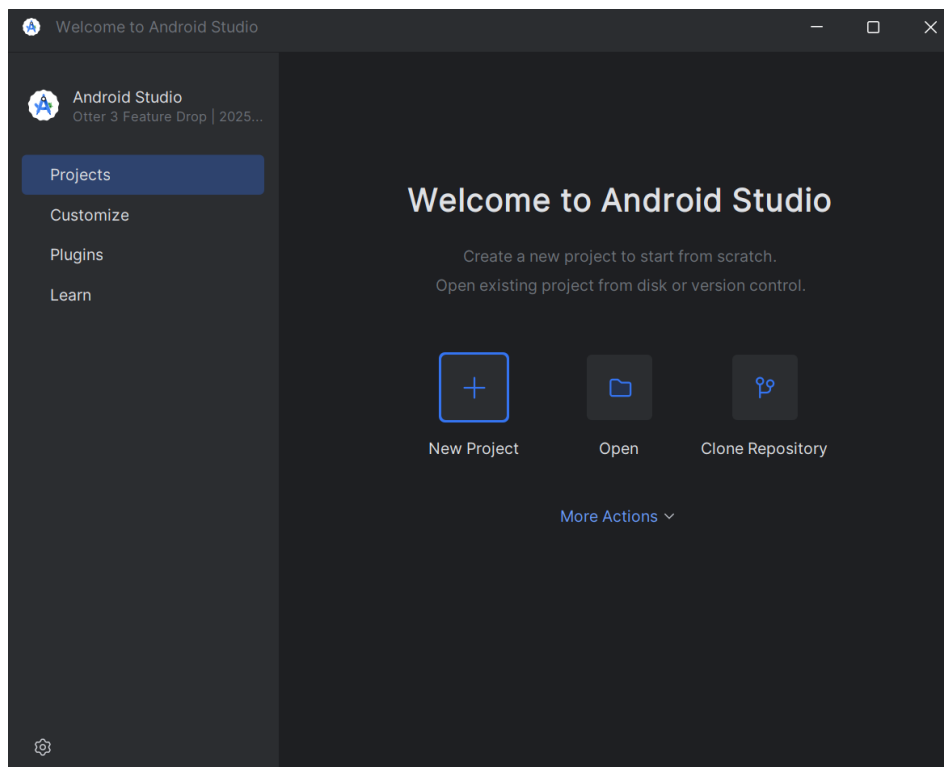 Welcome to Android Studio
Android Studio
Otter 3 Feature Drop | 2025...
Projects
Customize
Plugins
Learn
Welcome to Android Studio
Create a new project to start from scratch.
Open existing project from disk or version control.
New Project
Open
Clone Repository
More Actions